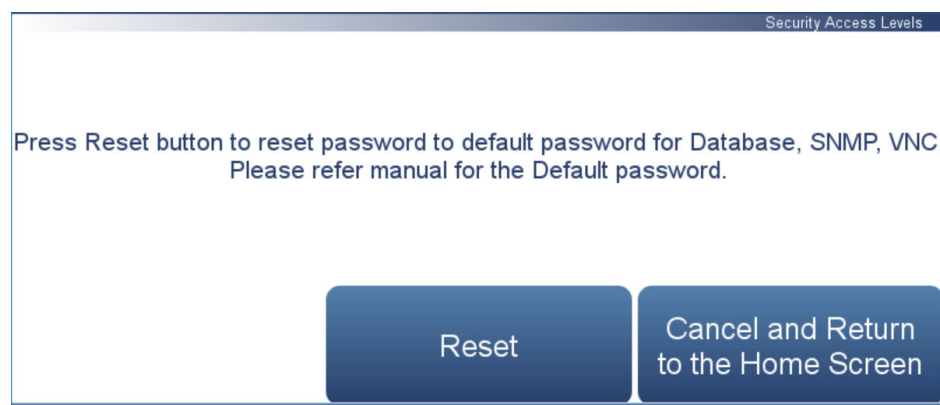 Security Access Levels
Press Reset button to reset password to default password for Database, SNMP, VNC
Please refer manual for the Default password.
Reset
Cancel and Return
to the Home Screen